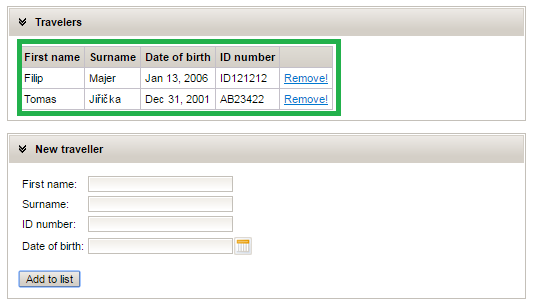 Travelers
First name Surname Date of birth ID number
Filip Majer Jan 13, 2006 ID121212 Remove!
Tomas Jiřička Dec 31, 2001 AB23422 Remove!
New traveller
First name:
Surname:
ID number:
Date of birth:
Add to list